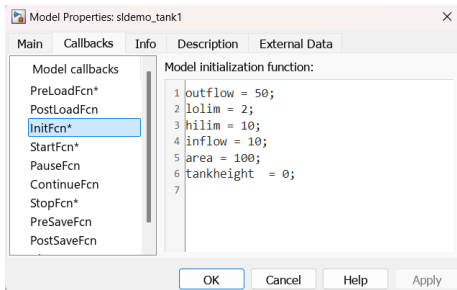 Model Properties: sldemo_tank1
Main Callbacks Info Description External Data
Model callbacks
PreLoadFcn*
PostLoadFcn
InitFcn*
StartFcn*
PauseFcn
ContinueFcn
StopFcn*
PreSaveFcn
PostSaveFcn
Model initialization function:
1 outflow = 50;
2 lolim = 2;
3 hilim = 10;
4 inflow = 10;
5 area = 100;
6 tankheight  = 0;
7
OK Cancel Help Apply